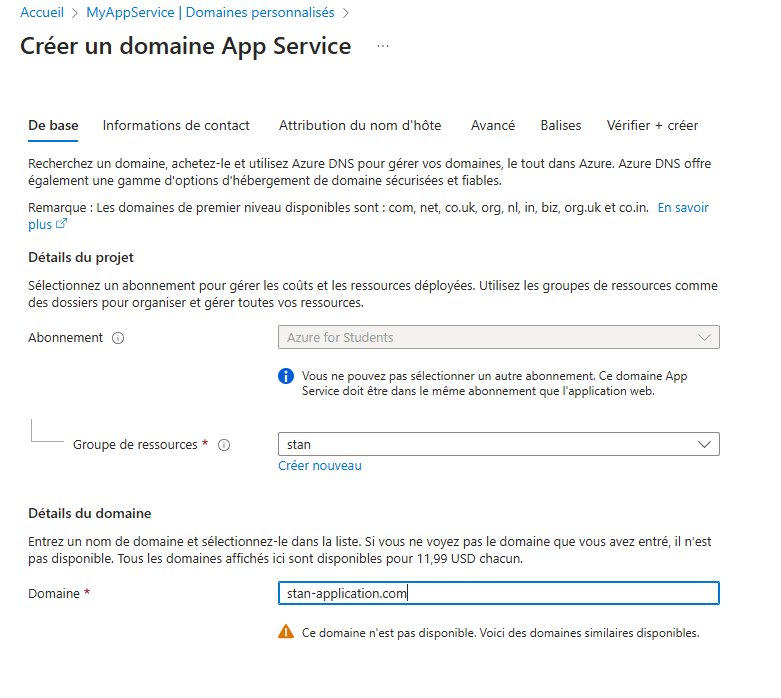 Accueil > MyAppService | Domaines personnalisés >
Créer un domaine App Service ...
De base Informations de contact Attribution du nom d'hôte Avancé Balises Vérifier + créer
Recherchez un domaine, achetez-le et utilisez Azure DNS pour gérer vos domaines, le tout dans Azure. Azure DNS offre
également une gamme d'options d'hébergement de domaine sécurisées et fiables.
Remarque : Les domaines de premier niveau disponibles sont : com, net, co.uk, org, nl, in, biz, org.uk et co.in. En savoir
plus
Détails du projet
Sélectionnez un abonnement pour gérer les coûts et les ressources déployées. Utilisez les groupes de ressources comme
des dossiers pour organiser et gérer toutes vos ressources.
Abonnement Azure for Students
Vous ne pouvez pas sélectionner un autre abonnement. Ce domaine App
Service doit être dans le même abonnement que l'application web.
Groupe de ressources * stan
Créer nouveau
Détails du domaine
Entrez un nom de domaine et sélectionnez-le dans la liste. Si vous ne voyez pas le domaine que vous avez entré, il n'est
pas disponible. Tous les domaines affichés ici sont disponibles pour 11,99 USD chacun.
Domaine * stan-application.com
Ce domaine n'est pas disponible. Voici des domaines similaires disponibles.